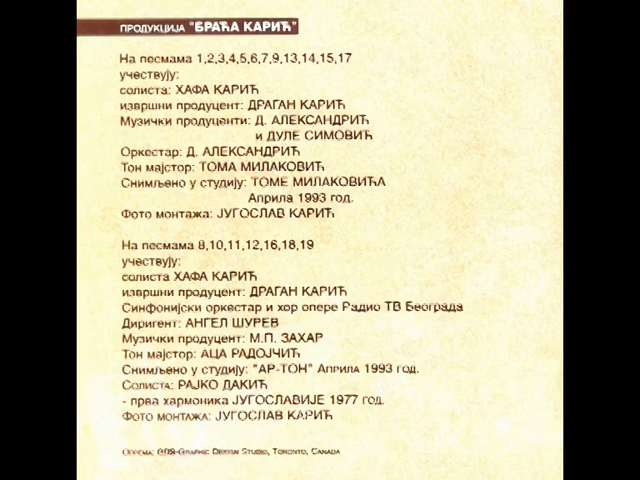 ПРОДУКЦИЈА "БРАЋА КАРИЋ"
На песмама 1,2,3,4,5,6,7,9,13,14,15,17
учествују:
солиста: ХАФА КАРИЋ
извршни продуцент: ДРАГАН КАРИЋ
Музички продуценти: Д. АЛЕКСАНДРИЋ
и ДУЛЕ СИМОВИЋ
Оркестар: Д. АЛЕКСАНДРИЋ
Тон мајстор: ТОМА МИЛАКОВИЋ
Снимљено у студију: ТОМЕ МИЛАКОВИЋА
Априла 1993 год.
Фото монтажа: ЈУГОСЛАВ КАРИЋ
На песмама 8,10,11,12,16,18,19
учествују:
солиста ХАФА КАРИЋ
извршни продуцент: ДРАГАН КАРИЋ
Синфонијски оркестар и хор опере Радио ТВ Београда
Диригент: АНГЕЛ ШУРЕВ
Музички продуцент: М.П. ЗАХАР
Тон мајстор: АЦА РАДОЈЧИЋ
Снимљено у студију: "АР-ТОН" Априла 1993 год.
Солиста: РАЈКО ДАКИЋ
- прва хармоника ЈУГОСЛАВИЈЕ 1977 год.
Фото монтажа: ЈУГОСЛАВ КАРИЋ
Опрема: GDS-Graphic Design Studio, Toronto, Canada